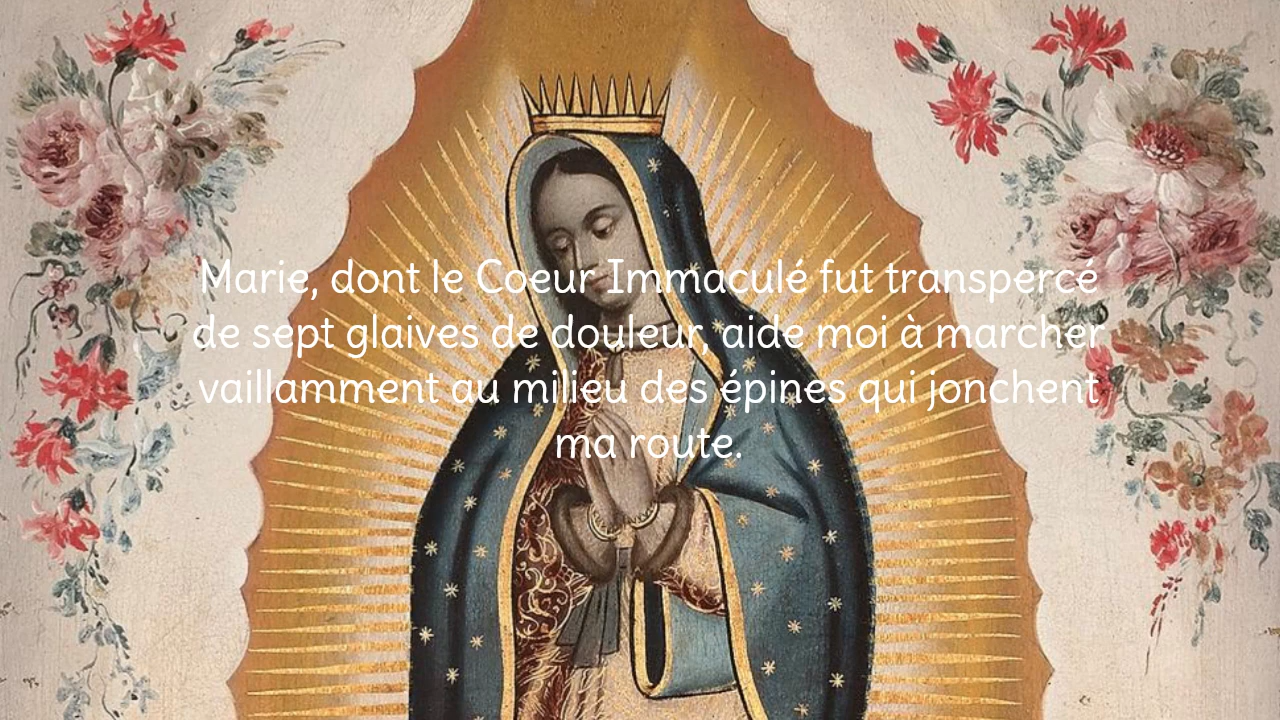 Marie, dont le Coeur Immaculé fut transpercé
de sept glaives de douleur, aide moi à marcher
vaillamment au milieu des épines qui jonchent
ma route.